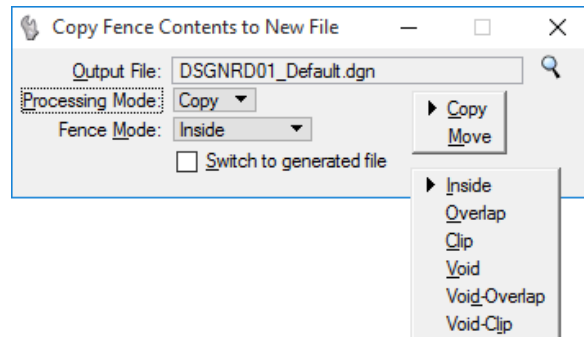 Copy Fence Contents to New File
Output File: DSGNRD01_Default.dgn
Processing Mode: Copy
Fence Mode: Inside
Switch to generated file
Copy
Move
Inside
Overlap
Clip
Void
Void-Overlap
Void-Clip